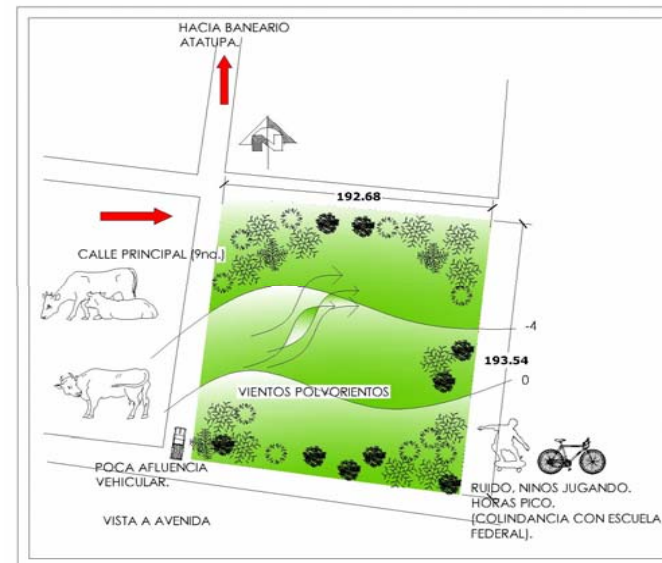 HACIA BANEARIO
ATATUPA.
192.68
CALLE PRINCIPAL (9na.)
-4
193.54
0
VIENTOS POLVORIENTOS
POCA AFLUENCIA
VEHICULAR.
VISTA A AVENIDA
RUIDO, NINOS JUGANDO.
HORAS PICO.
(COLINDANCIA CON ESCUELA
FEDERAL).